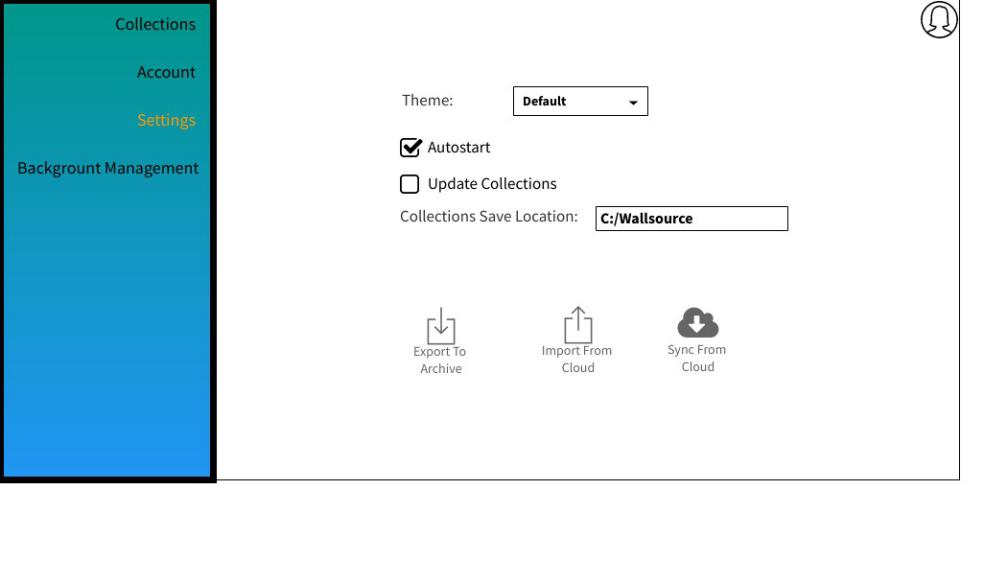 Collections
Account
Settings
Backgrount Management
Theme:
Default
Autostart
Update Collections
Collections Save Location:
C:/Wallsource
Export To
Archive
Import From
Cloud
Sync From
Cloud